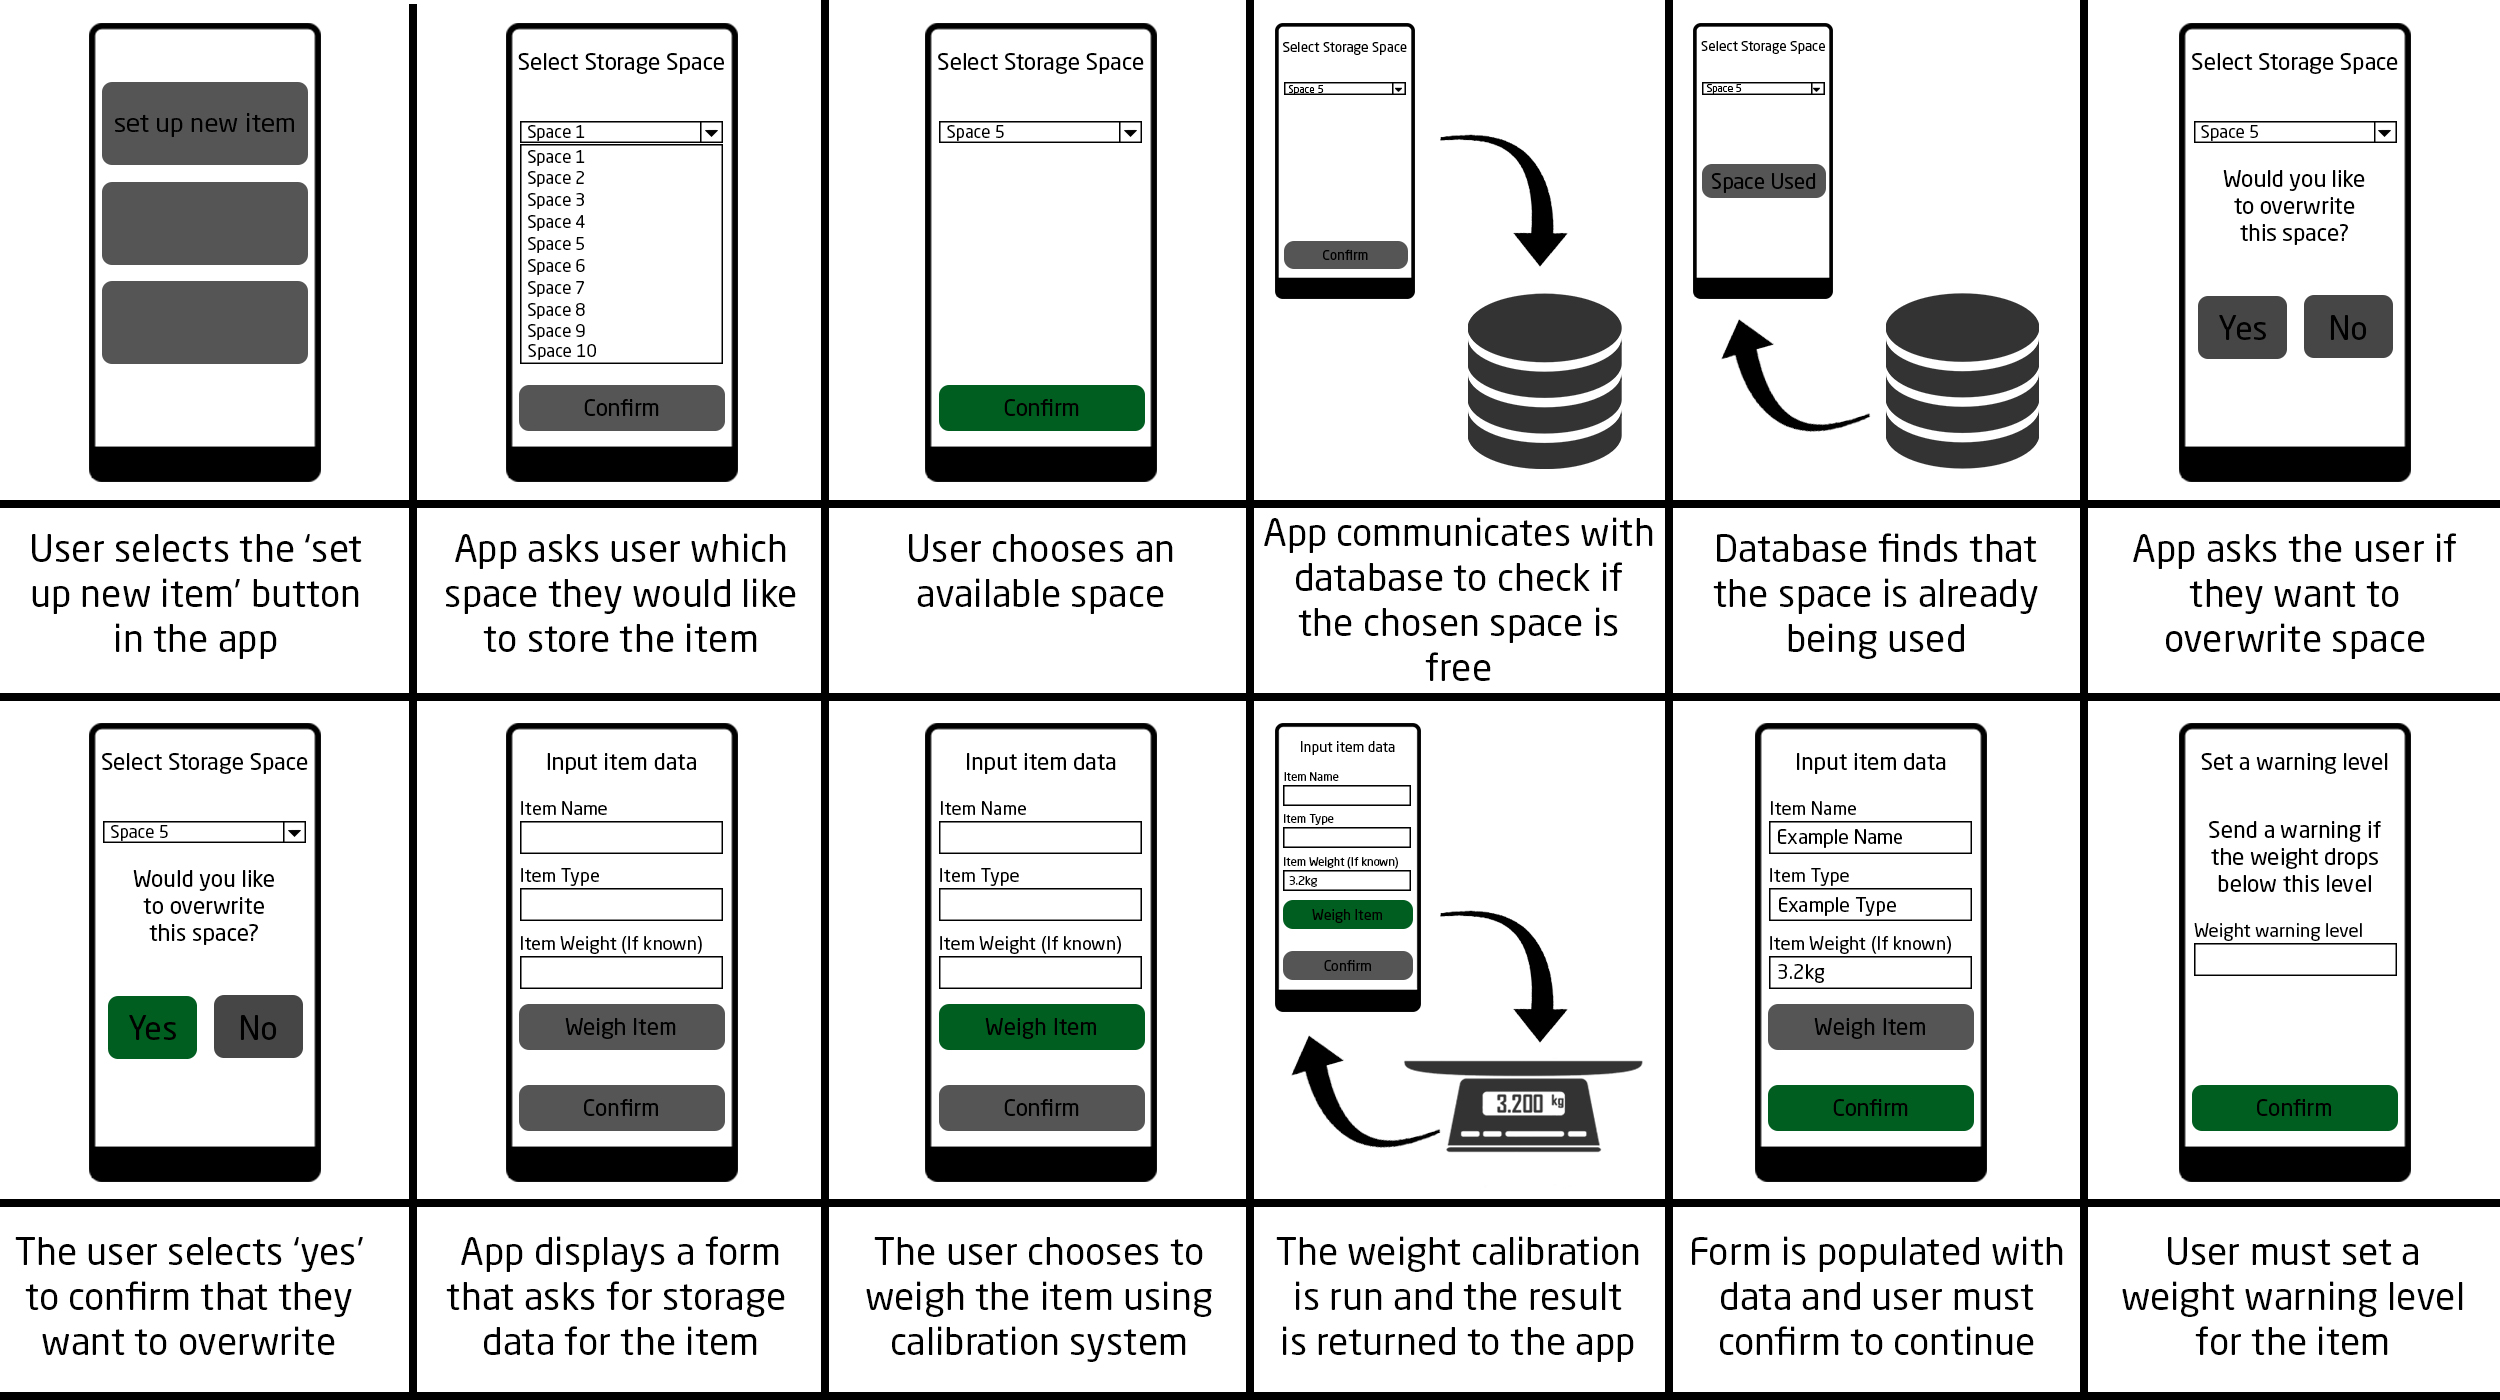 set up new item
Select Storage Space
Space 1
Space 1
Space 2
Space 3
Space 4
Space 5
Space 6
Space 7
Space 8
Space 9
Space 10
Confirm
Select Storage Space
Space 5
Confirm
Select Storage Space
Space 5
Confirm
Select Storage Space
Space 5
Space Used
Select Storage Space
Space 5
Would you like
to overwrite
this space?
Yes No
User selects the ‘set
up new item’ button
in the app
App asks user which
space they would like
to store the item
User chooses an
available space
App communicates with
database to check if
the chosen space is
free
Database finds that
the space is already
being used
App asks the user if
they want to
overwrite space
Select Storage Space
Space 5
Would you like
to overwrite
this space?
Yes No
Input item data
Item Name
Item Type
Item Weight (If known)
Weigh Item
Confirm
Input item data
Item Name
Item Type
Item Weight (If known)
Weigh Item
Confirm
Input item data
Item Name
Item Type
Item Weight (If known)
3.2kg
Weigh Item
Confirm
3.200 kg
Input item data
Item Name
Example Name
Item Type
Example Type
Item Weight (If known)
3.2kg
Weigh Item
Confirm
Set a warning level
Send a warning if
the weight drops
below this level
Weight warning level
Confirm
The user selects ‘yes’
to confirm that they
want to overwrite
App displays a form
that asks for storage
data for the item
The user chooses to
weigh the item using
calibration system
The weight calibration
is run and the result
is returned to the app
Form is populated with
data and user must
confirm to continue
User must set a
weight warning level
for the item